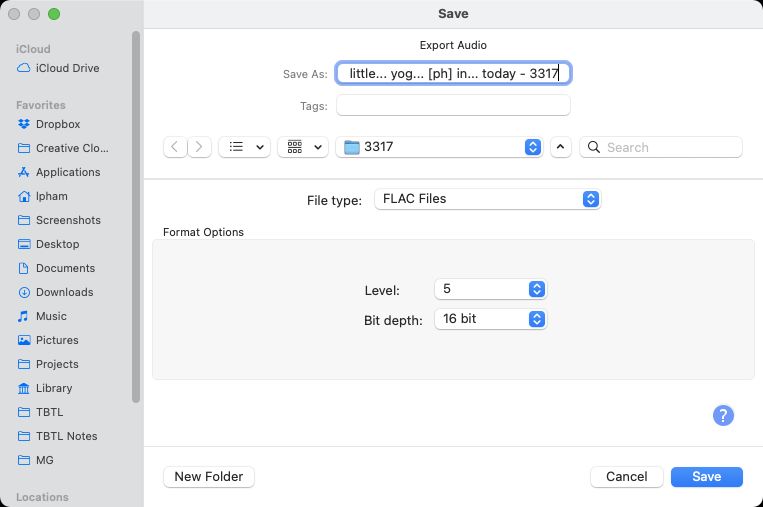 Save
iCloud
iCloud Drive
Favorites
Dropbox
Creative Clo...
Applications
lpham
Screenshots
Desktop
Documents
Downloads
Music
Pictures
Projects
Library
TBTL
TBTL Notes
MG
Locations
Export Audio
Save As: little... yog... [ph] in... today - 3317
Tags:
3317
Search
File type: FLAC Files
Format Options
Level: 5
Bit depth: 16 bit
?
New Folder
Cancel
Save